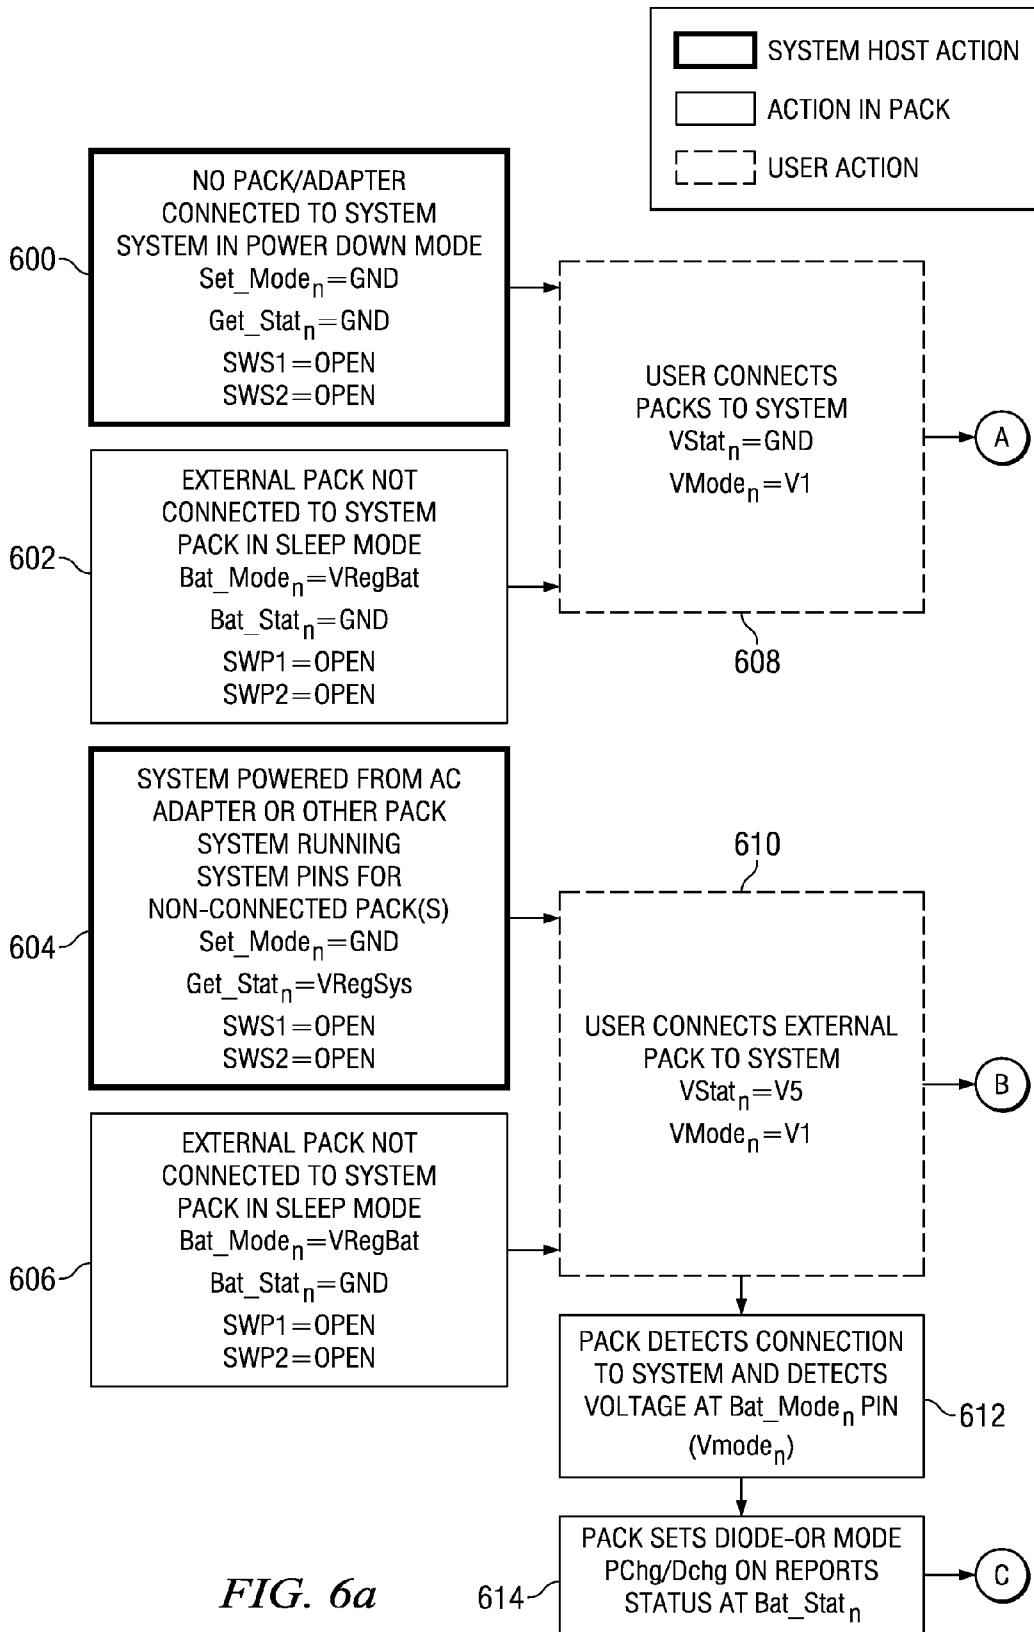 SYSTEM HOST ACTION
ACTION IN PACK
USER ACTION
600
NO PACK/ADAPTER
CONNECTED TO SYSTEM
SYSTEM IN POWER DOWN MODE
Set_Modeₙ=GND
Get_Statₙ=GND
SWS1=OPEN
SWS2=OPEN
602
EXTERNAL PACK NOT
CONNECTED TO SYSTEM
PACK IN SLEEP MODE
Bat_Modeₙ=VRegBat
Bat_Statₙ=GND
SWP1=OPEN
SWP2=OPEN
USER CONNECTS
PACKS TO SYSTEM
VStatₙ=GND
VModeₙ=V1
608
A
604
SYSTEM POWERED FROM AC
ADAPTER OR OTHER PACK
SYSTEM RUNNING
SYSTEM PINS FOR
NON-CONNECTED PACK(S)
Set_Modeₙ=GND
Get_Statₙ=VRegSys
SWS1=OPEN
SWS2=OPEN
606
EXTERNAL PACK NOT
CONNECTED TO SYSTEM
PACK IN SLEEP MODE
Bat_Modeₙ=VRegBat
Bat_Statₙ=GND
SWP1=OPEN
SWP2=OPEN
610
USER CONNECTS EXTERNAL
PACK TO SYSTEM
VStatₙ=V5
VModeₙ=V1
B
PACK DETECTS CONNECTION
TO SYSTEM AND DETECTS
VOLTAGE AT Bat_Modeₙ PIN
(Vmodeₙ)
612
PACK SETS DIODE-OR MODE
PChg/Dchg ON REPORTS
STATUS AT Bat_Statₙ
614
C
FIG. 6a